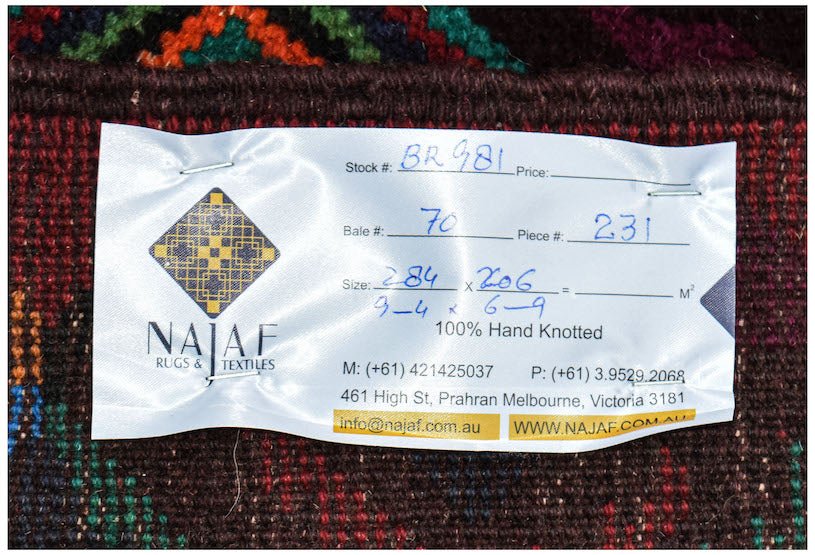 Stock #: BR 981 Price:
Bale #: 70 Piece #: 231
Size: 284 x 206 = M²
9-4 x 6-9
100% Hand Knotted
NAJAF
RUGS & TEXTILES
M: (+61) 421425037 P: (+61) 3.9529.2068
461 High St, Prahran Melbourne, Victoria 3181
info@najaf.com.au WWW.NAJAF.COM.AU